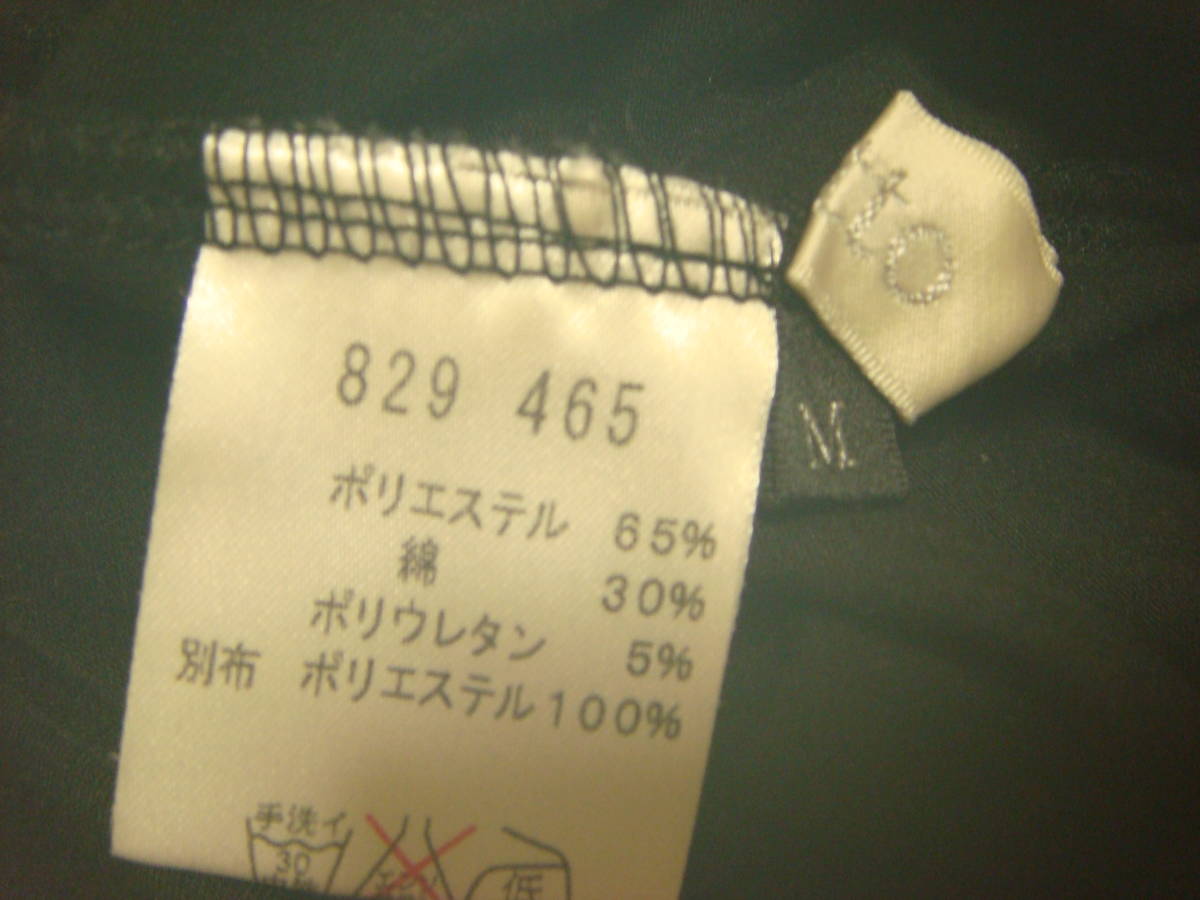 to
M
829 465
ポリエステル 65%
綿 30%
ポリウレタン 5%
別布 ポリエステル100%
手洗イ
30
低